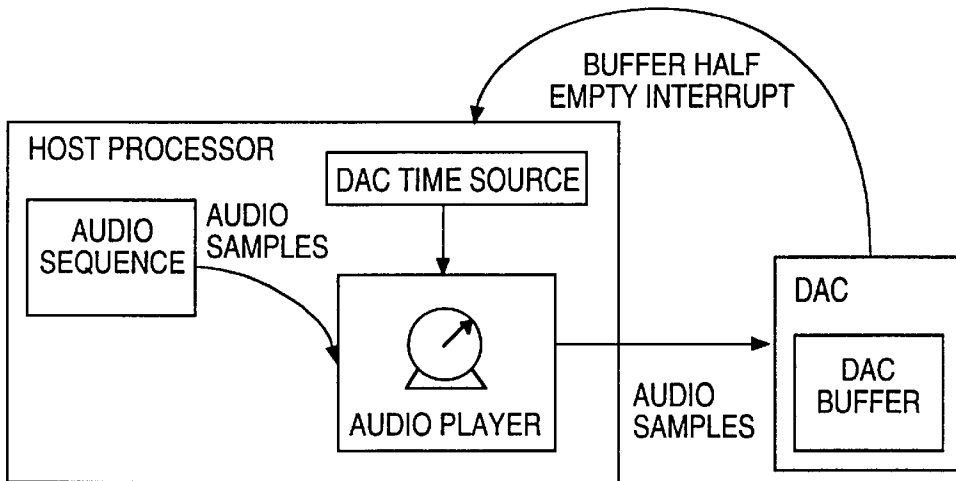 BUFFER HALF
EMPTY INTERRUPT
HOST PROCESSOR
DAC TIME SOURCE
AUDIO
SEQUENCE
AUDIO
SAMPLES
AUDIO PLAYER
AUDIO
SAMPLES
DAC
DAC
BUFFER